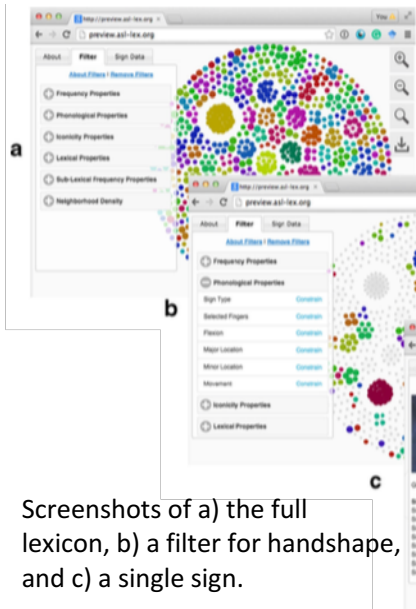 http://preview.asl-lex.org
You
preview.asl-lex.org
About Filter Sign Data
About Filters | Remove Filters
Frequency Properties
Phonological Properties
Iconicity Properties
Lexical Properties
Sub-Lexical Frequency Properties
Neighborhood Density
a
http://preview.asl-lex.org
preview.asl-lex.org
About Filter Sign Data
About Filters | Remove Filters
Frequency Properties
Phonological Properties
Sign Type Constrain
Selected Fingers Constrain
Flexion Constrain
Major Location Constrain
Minor Location Constrain
Movement Constrain
Iconicity Properties
Lexical Properties
b
c
Screenshots of a) the full
lexicon, b) a filter for handshape,
and c) a single sign.